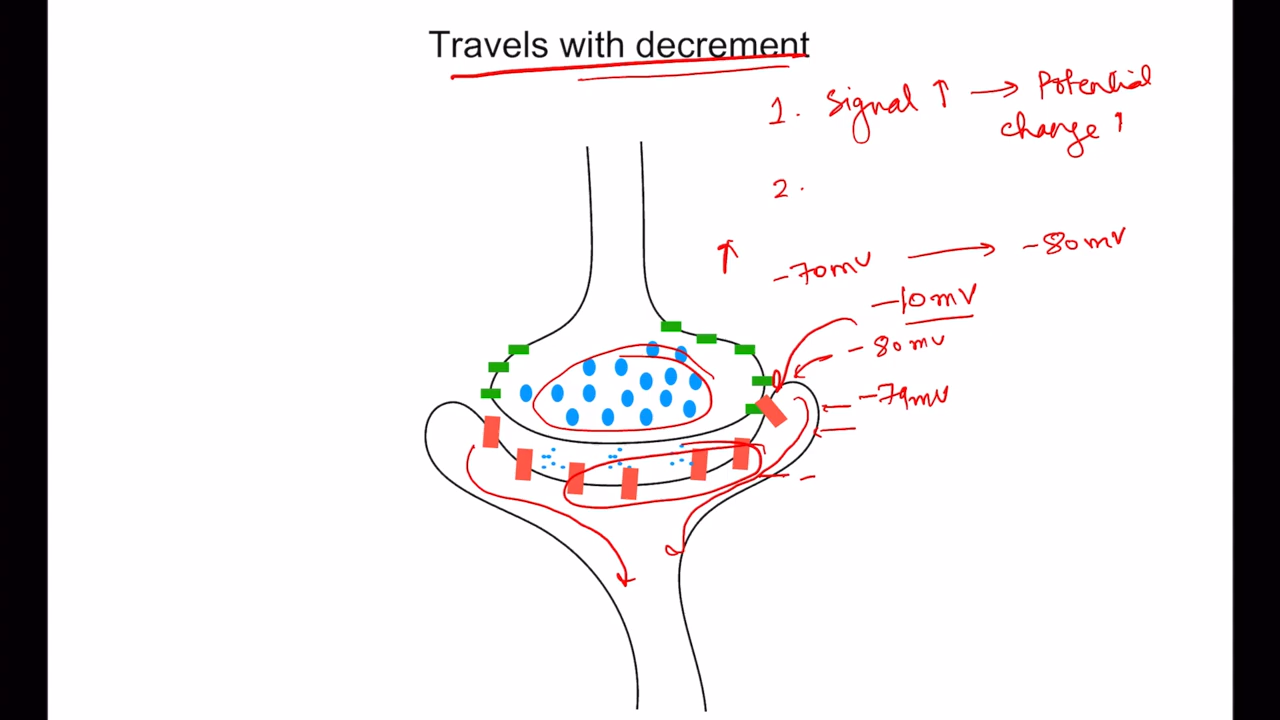 Travels with decrement
1. Signal ↑ → Potential
change ↑
2.
↑
-70mV → -80mV
-10mV
-80mV
-79mV
-